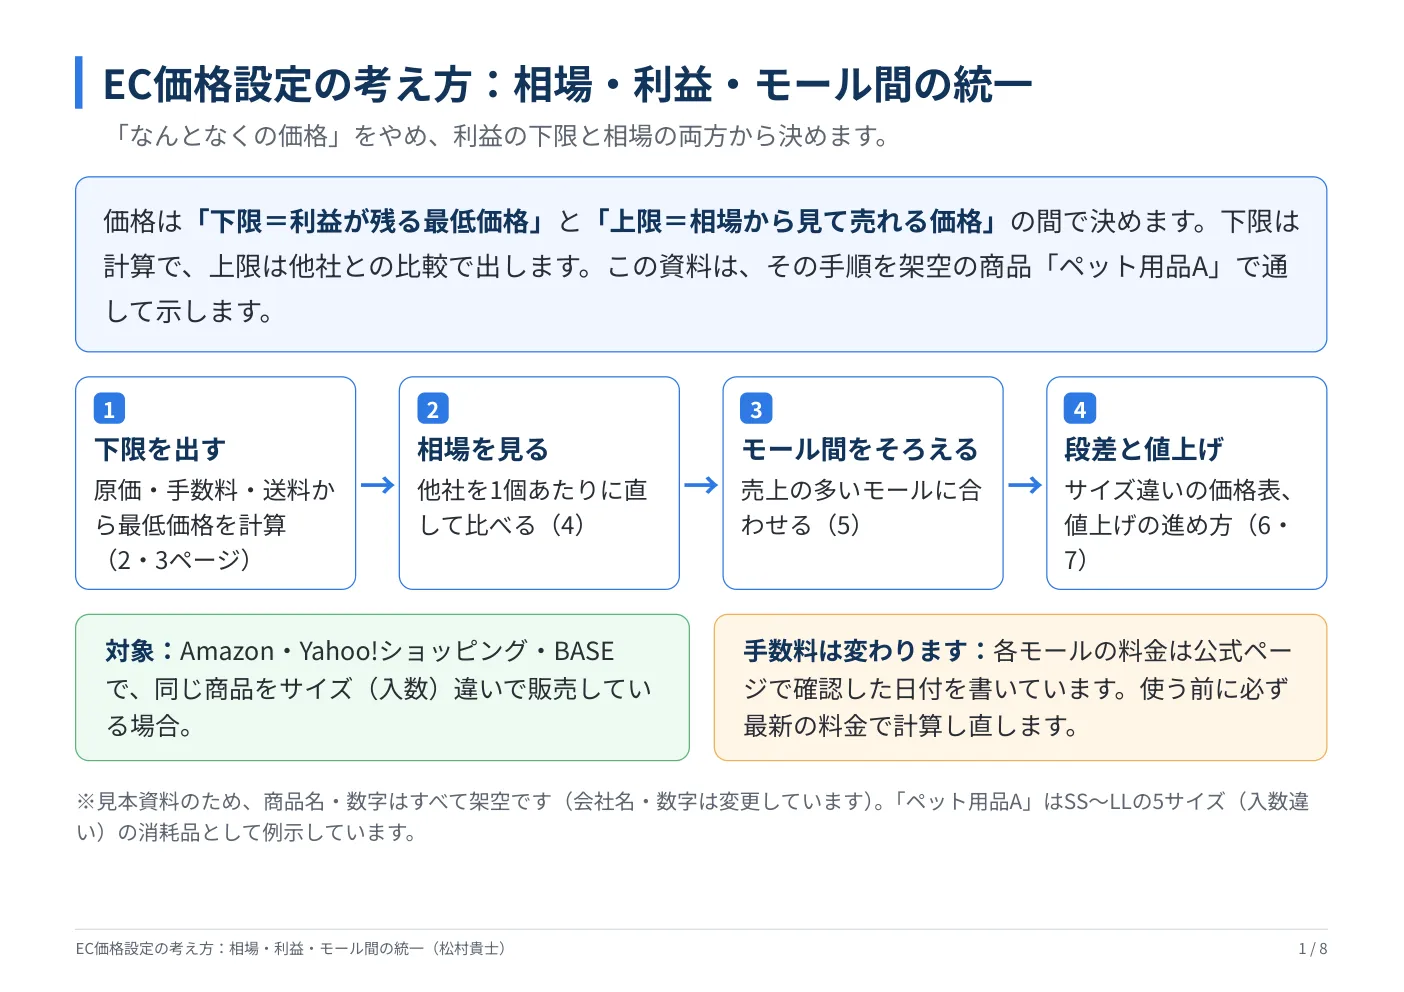 EC価格設定の考え方：相場・利益・モール間の統一
「なんとなくの価格」をやめ、利益の下限と相場の両方から決めます。
価格は「下限＝利益が残る最低価格」と「上限＝相場から見て売れる価格」の間で決めます。下限は
計算で、上限は他社との比較で出します。この資料は、その手順を架空の商品「ペット用品A」で通
して示します。
1
下限を出す
原価・手数料・送料か
ら最低価格を計算
（2・3ページ）
→
2
相場を見る
他社を1個あたりに直
して比べる（4）
→
3
モール間をそろえる
売上の多いモールに合
わせる（5）
→
4
段差と値上げ
サイズ違いの価格表、
値上げの進め方（6・
7）
対象：Amazon・Yahoo!ショッピング・BASE
で、同じ商品をサイズ（入数）違いで販売してい
る場合。
手数料は変わります：各モールの料金は公式ペー
ジで確認した日付を書いています。使う前に必ず
最新の料金で計算し直します。
※見本資料のため、商品名・数字はすべて架空です（会社名・数字は変更しています）。「ペット用品A」はSS～LLの5サイズ（入数違
い）の消耗品として例示しています。
EC価格設定の考え方：相場・利益・モール間の統一（松村貴士）
1 / 8